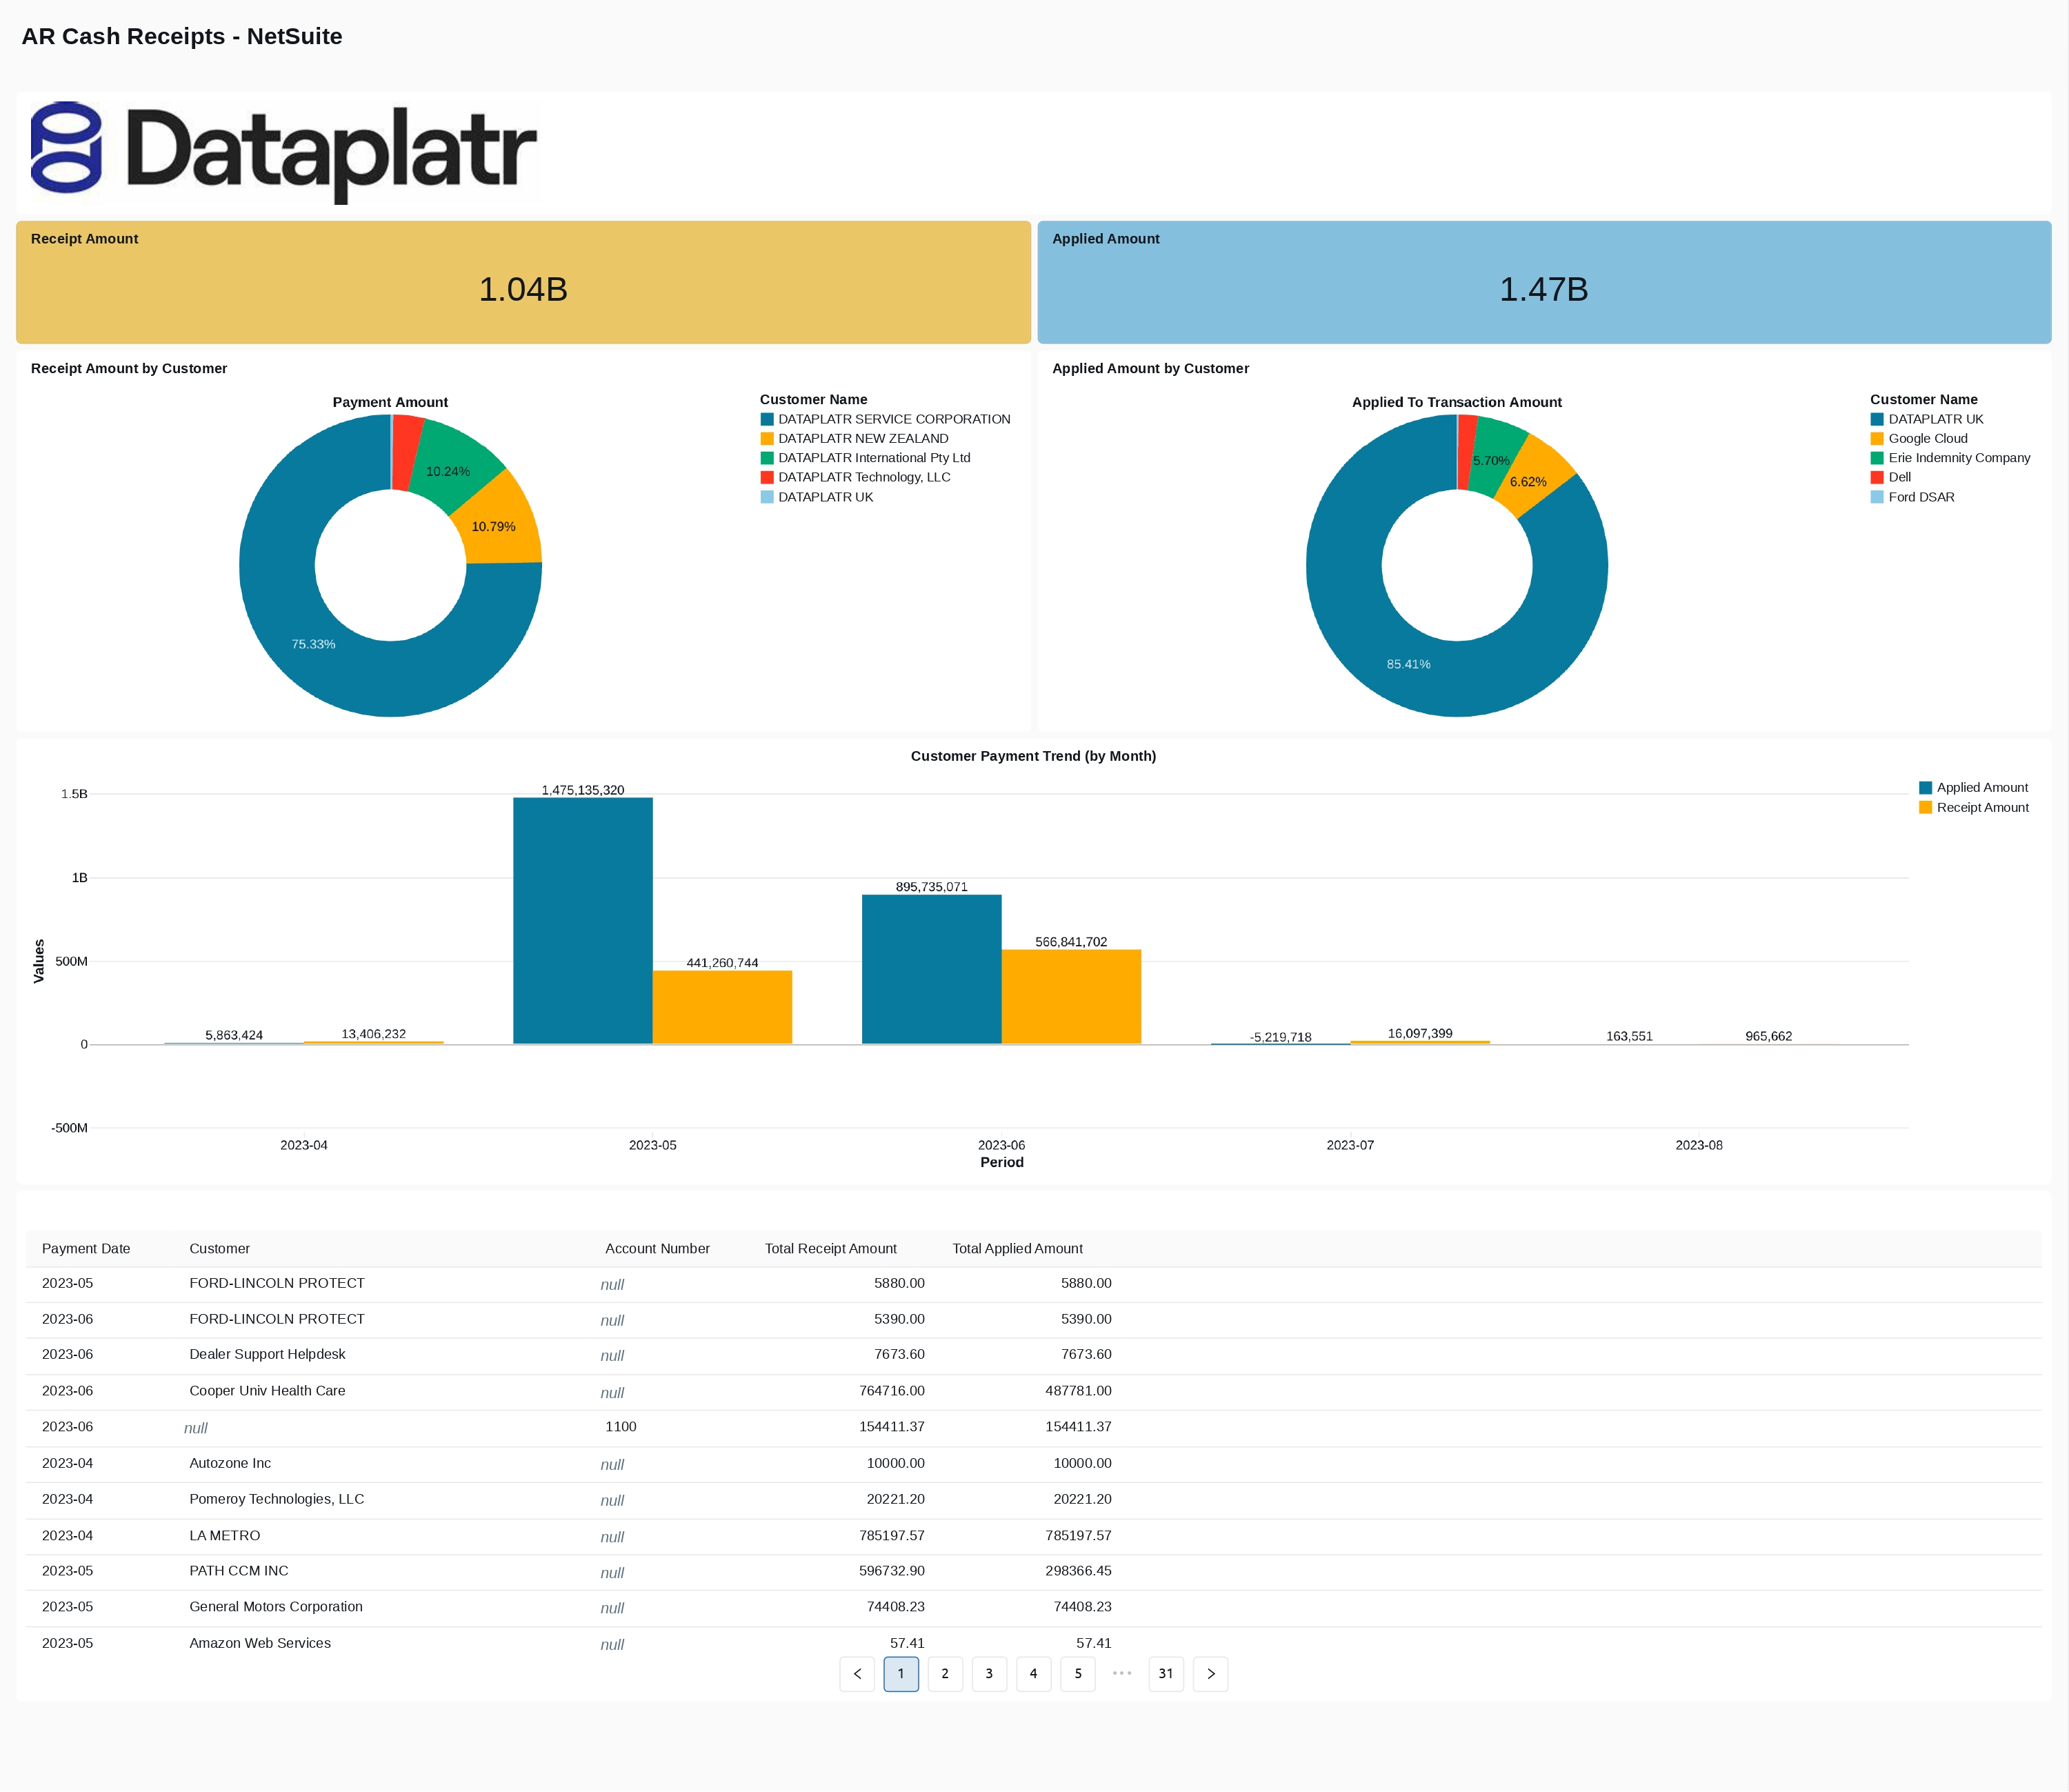 AR Cash Receipts - NetSuite
Dataplatr
Receipt Amount
1.04B
Applied Amount
1.47B
Receipt Amount by Customer
Payment Amount
10.24%
10.79%
75.33%
Customer Name
DATAPLATR SERVICE CORPORATION
DATAPLATR NEW ZEALAND
DATAPLATR International Pty Ltd
DATAPLATR Technology, LLC
DATAPLATR UK
Applied Amount by Customer
Applied To Transaction Amount
5.70%
6.62%
85.41%
Customer Name
DATAPLATR UK
Google Cloud
Erie Indemnity Company
Dell
Ford DSAR
Customer Payment Trend (by Month)
Applied Amount
Receipt Amount
Values
1.5B
1B
500M
0
-500M
5,863,424
13,406,232
1,475,135,320
441,260,744
895,735,071
566,841,702
-5,219,718
16,097,399
163,551
965,662
2023-04 2023-05 2023-06 2023-07 2023-08
Period
Payment Date Customer Account Number Total Receipt Amount Total Applied Amount
2023-05 FORD-LINCOLN PROTECT null 5880.00 5880.00
2023-06 FORD-LINCOLN PROTECT null 5390.00 5390.00
2023-06 Dealer Support Helpdesk null 7673.60 7673.60
2023-06 Cooper Univ Health Care null 764716.00 487781.00
2023-06 null 1100 154411.37 154411.37
2023-04 Autozone Inc null 10000.00 10000.00
2023-04 Pomeroy Technologies, LLC null 20221.20 20221.20
2023-04 LA METRO null 785197.57 785197.57
2023-05 PATH CCM INC null 596732.90 298366.45
2023-05 General Motors Corporation null 74408.23 74408.23
2023-05 Amazon Web Services null 57.41 57.41
< 1 2 3 4 5 ••• 31 >